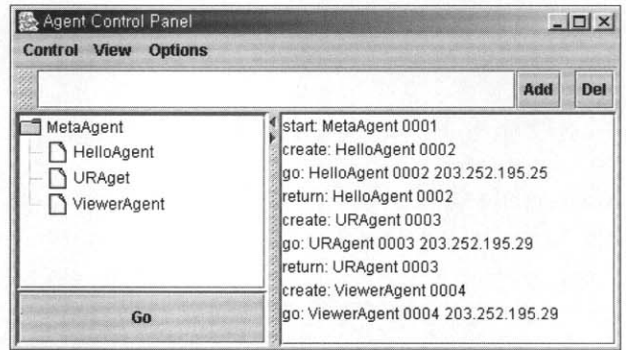 Agent Control Panel
Control View Options
Add Del
MetaAgent
HelloAgent
URAget
ViewerAgent
Go
start: MetaAgent 0001
create: HelloAgent 0002
go: HelloAgent 0002 203.252.195.25
return: HelloAgent 0002
create: URAgent 0003
go: URAgent 0003 203.252.195.29
return: URAgent 0003
create: ViewerAgent 0004
go: ViewerAgent 0004 203.252.195.29